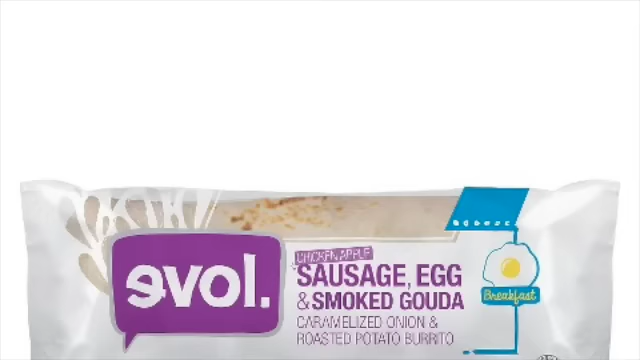 evol.
CHICKEN APPLE
SAUSAGE, EGG
& SMOKED GOUDA
CARAMELIZED ONION &
ROASTED POTATO BURRITO
Breakfast